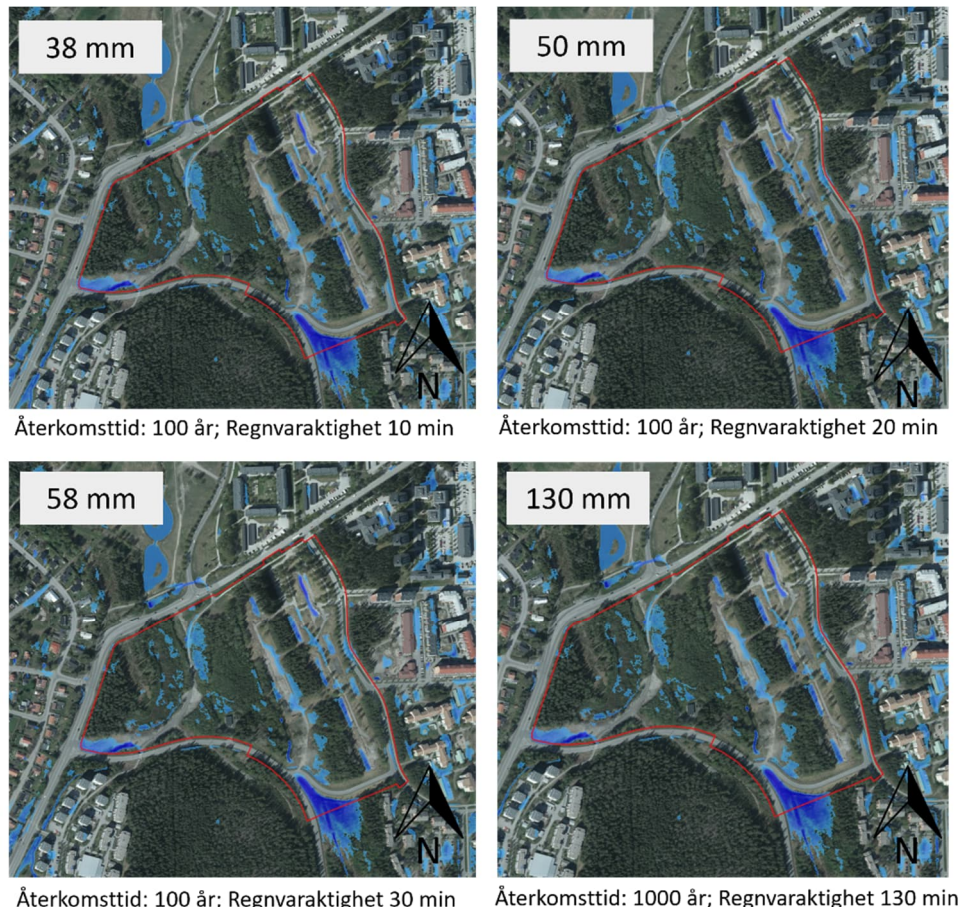 38 mm
50 mm
N
N
Återkomsttid: 100 år; Regnvaraktighet 10 min
Återkomsttid: 100 år; Regnvaraktighet 20 min
58 mm
130 mm
N
N
Återkomsttid: 100 år; Regnvaraktighet 30 min
Återkomsttid: 1000 år; Regnvaraktighet 130 min